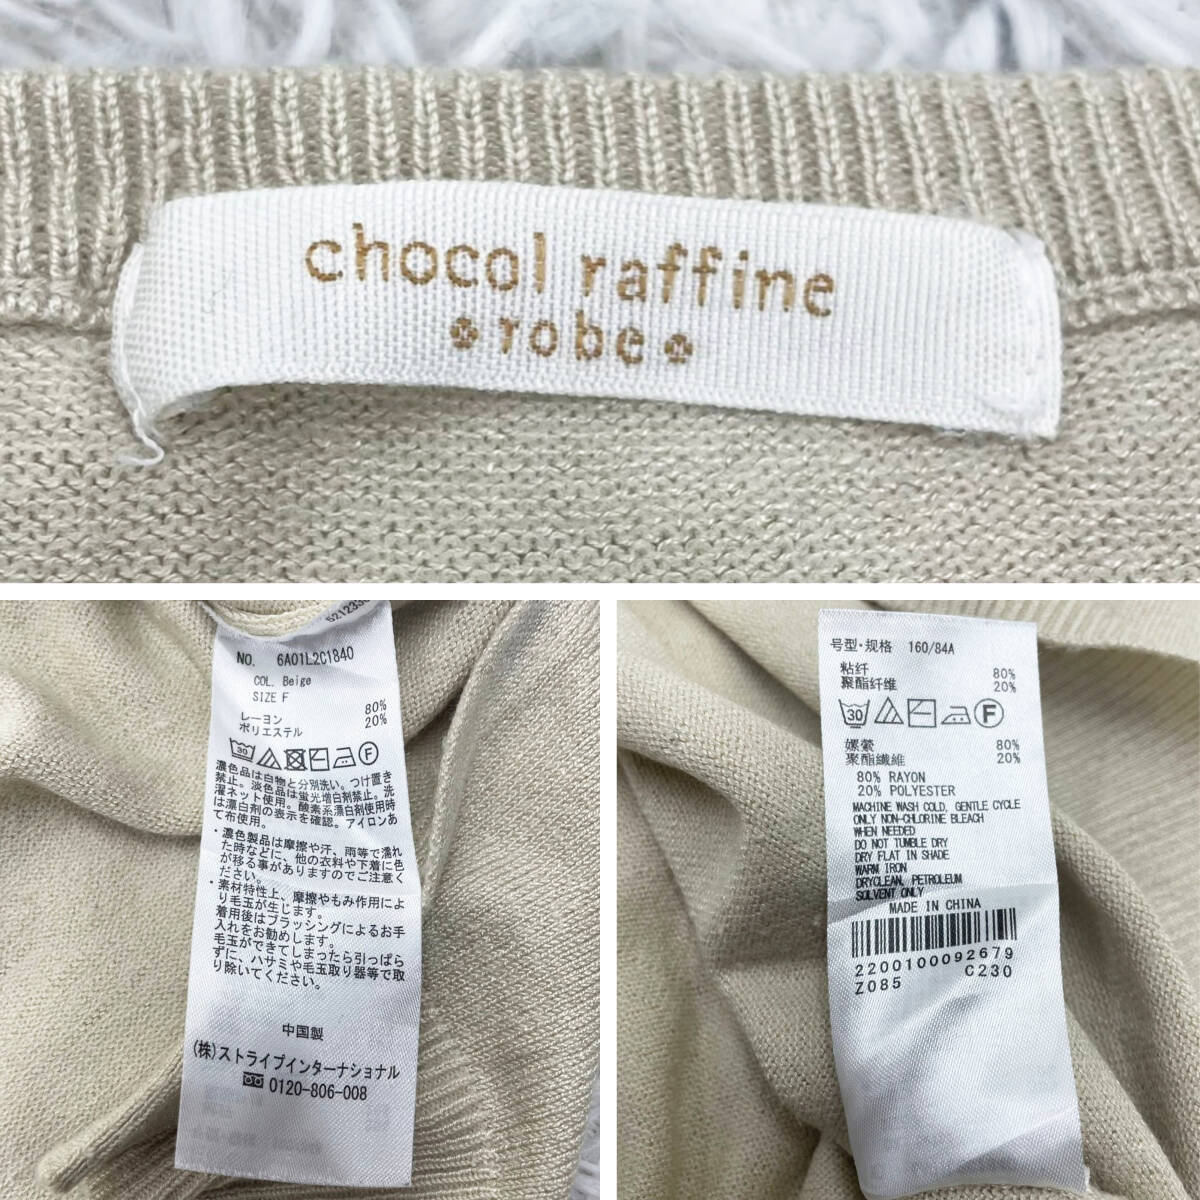 chocol raffine
robe
NO. 6A01L2C1840
COL. Beige
SIZE F
レーヨン 80%
ポリエステル 20%
30 F
濃色品は白物と分別洗い。つけ置き
禁止。淡色品は蛍光増白剤禁止。洗
濯ネット使用。酸素系漂白剤使用時
は漂白剤の表示を確認。アイロンあ
て布使用。
・濃色製品は摩擦や汗、雨等で濡れ
た時などに、他の衣料や下着に色
が移る事がありますのでご注意く
ださい。
・素材特性上、摩擦やもみ作用によ
り毛玉が生じます。
着用後はブラッシングによるお手
入れをお勧めします。
毛玉ができてしまったら引っぱら
ずに、ハサミや毛玉取り器等で取
り除いてください。
中国製
(株)ストライプインターナショナル
0120-806-008
号型·规格 160/84A
粘纤 80%
聚酯纤维 20%
30 F
嫘縈 80%
聚酯纖維 20%
80% RAYON
20% POLYESTER
MACHINE WASH COLD, GENTLE CYCLE
ONLY NON-CHLORINE BLEACH
WHEN NEEDED
DO NOT TUMBLE DRY
DRY FLAT IN SHADE
WARM IRON
DRYCLEAN, PETROLEUM
SOLVENT ONLY
MADE IN CHINA
2200100092679
Z085 C230